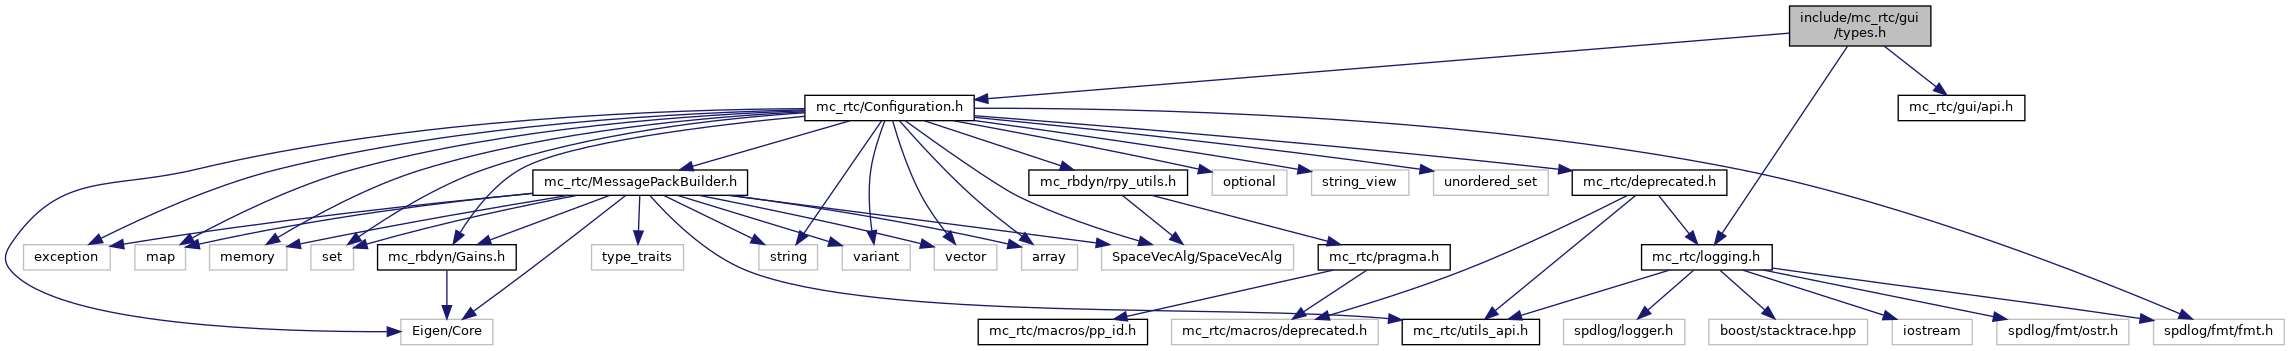 include/mc_rtc/gui
/types.h
mc_rtc/Configuration.h
mc_rtc/gui/api.h
mc_rtc/MessagePackBuilder.h
mc_rbdyn/rpy_utils.h
optional
string_view
unordered_set
mc_rtc/deprecated.h
exception
map
memory
set
mc_rbdyn/Gains.h
type_traits
string
variant
vector
array
SpaceVecAlg/SpaceVecAlg
mc_rtc/pragma.h
mc_rtc/logging.h
Eigen/Core
mc_rtc/macros/pp_id.h
mc_rtc/macros/deprecated.h
mc_rtc/utils_api.h
spdlog/logger.h
boost/stacktrace.hpp
iostream
spdlog/fmt/ostr.h
spdlog/fmt/fmt.h